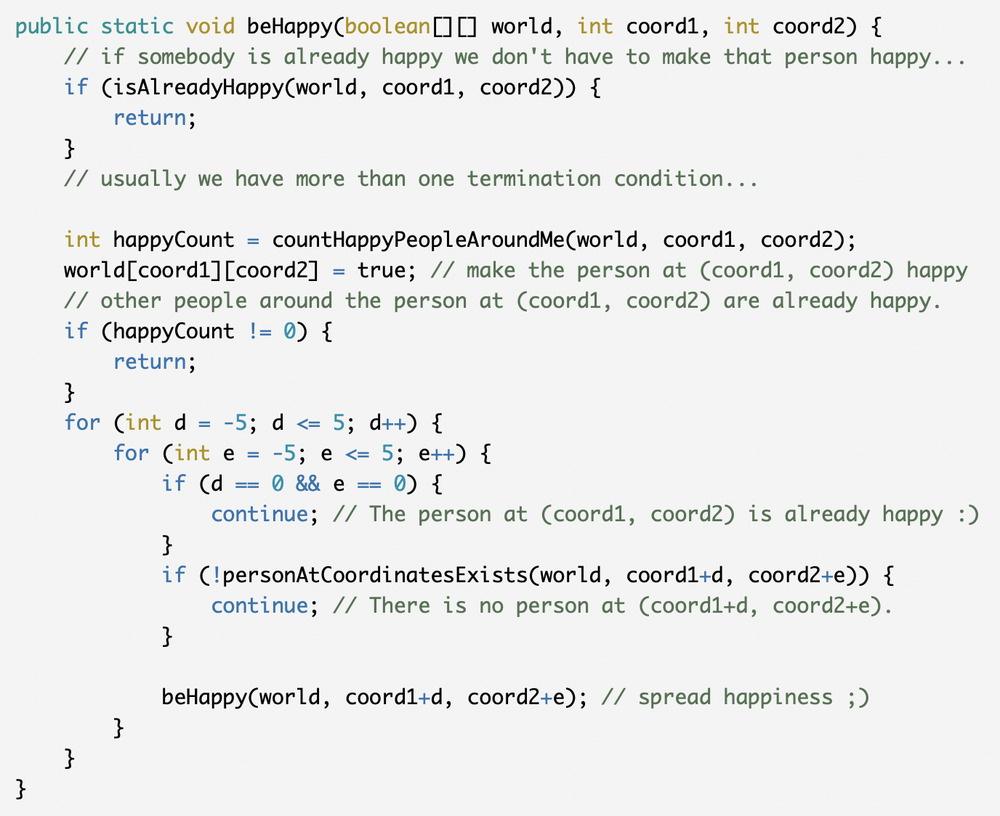 public static void beHappy(boolean[][] world, int coord1, int coord2) {
    // if somebody is already happy we don't have to make that person happy...
    if (isAlreadyHappy(world, coord1, coord2)) {
        return;
    }
    // usually we have more than one termination condition...

    int happyCount = countHappyPeopleAroundMe(world, coord1, coord2);
    world[coord1][coord2] = true; // make the person at (coord1, coord2) happy
    // other people around the person at (coord1, coord2) are already happy.
    if (happyCount != 0) {
        return;
    }
    for (int d = -5; d <= 5; d++) {
        for (int e = -5; e <= 5; e++) {
            if (d == 0 && e == 0) {
                continue; // The person at (coord1, coord2) is already happy :)
            }
            if (!personAtCoordinatesExists(world, coord1+d, coord2+e)) {
                continue; // There is no person at (coord1+d, coord2+e).
            }

            beHappy(world, coord1+d, coord2+e); // spread happiness ;)
        }
    }
}